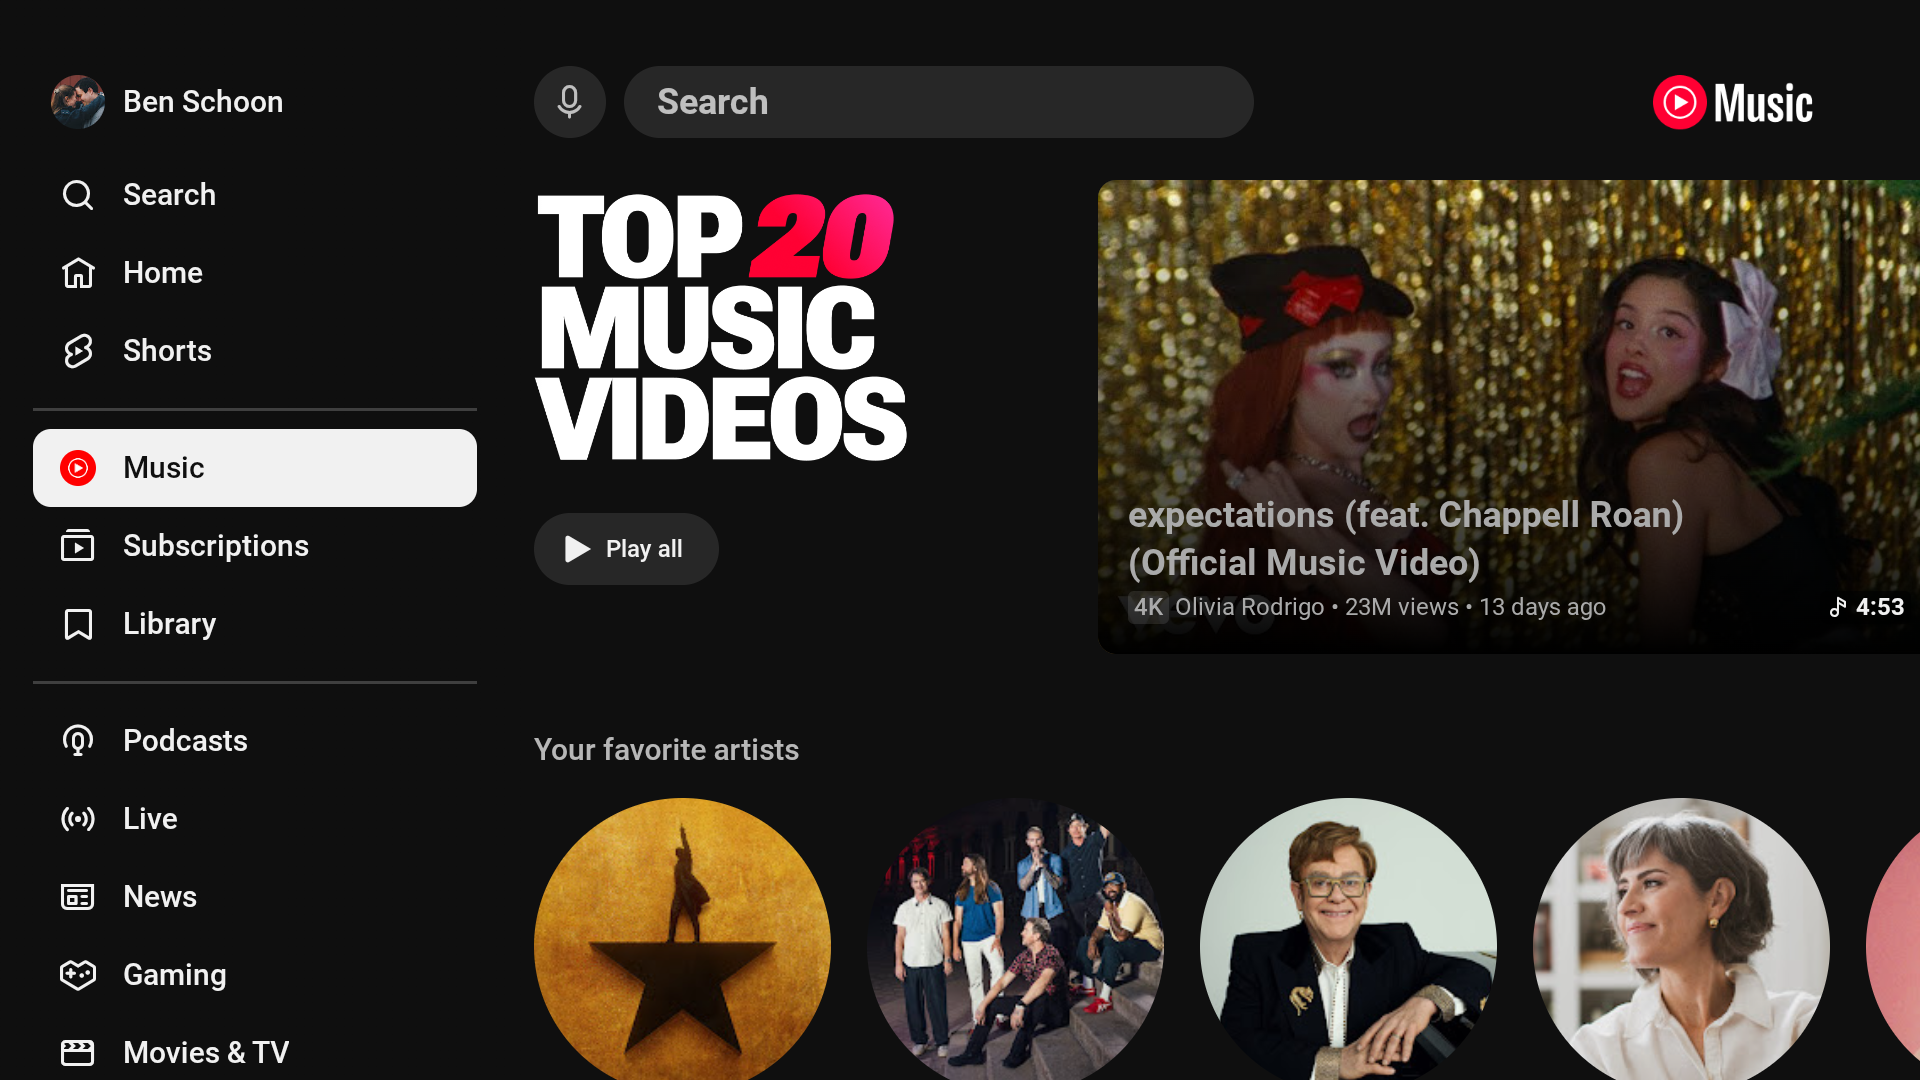 Ben Schoon
Search
Home
Shorts
Music
Subscriptions
Library
Podcasts
Live
News
Gaming
Movies & TV
Search
Music
TOP 20
MUSIC
VIDEOS
Play all
expectations (feat. Chappell Roan)
(Official Music Video)
4K Olivia Rodrigo • 23M views • 13 days ago
4:53
vevo
Your favorite artists